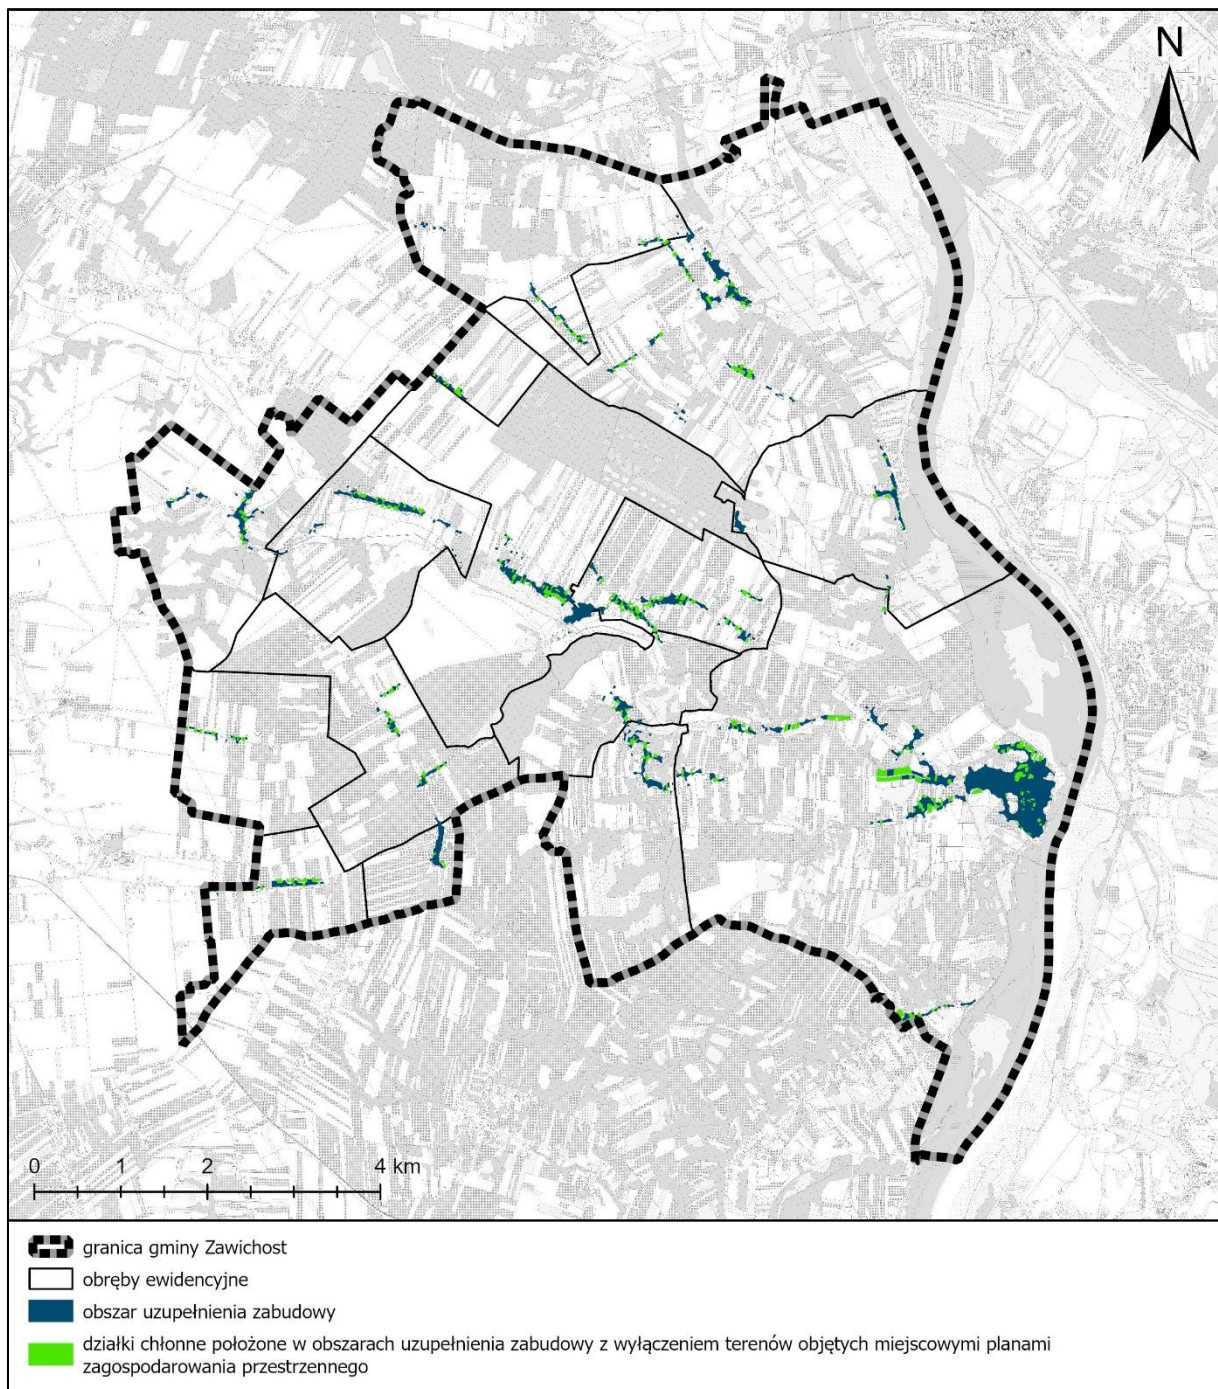 N
0 1 2 4 km
granica gminy Zawichost
obręby ewidencyjne
obszar uzupełnienia zabudowy
działki chłonne położone w obszarach uzupełnienia zabudowy z wyłączeniem terenów objętych miejscowymi planami
zagospodarowania przestrzennego